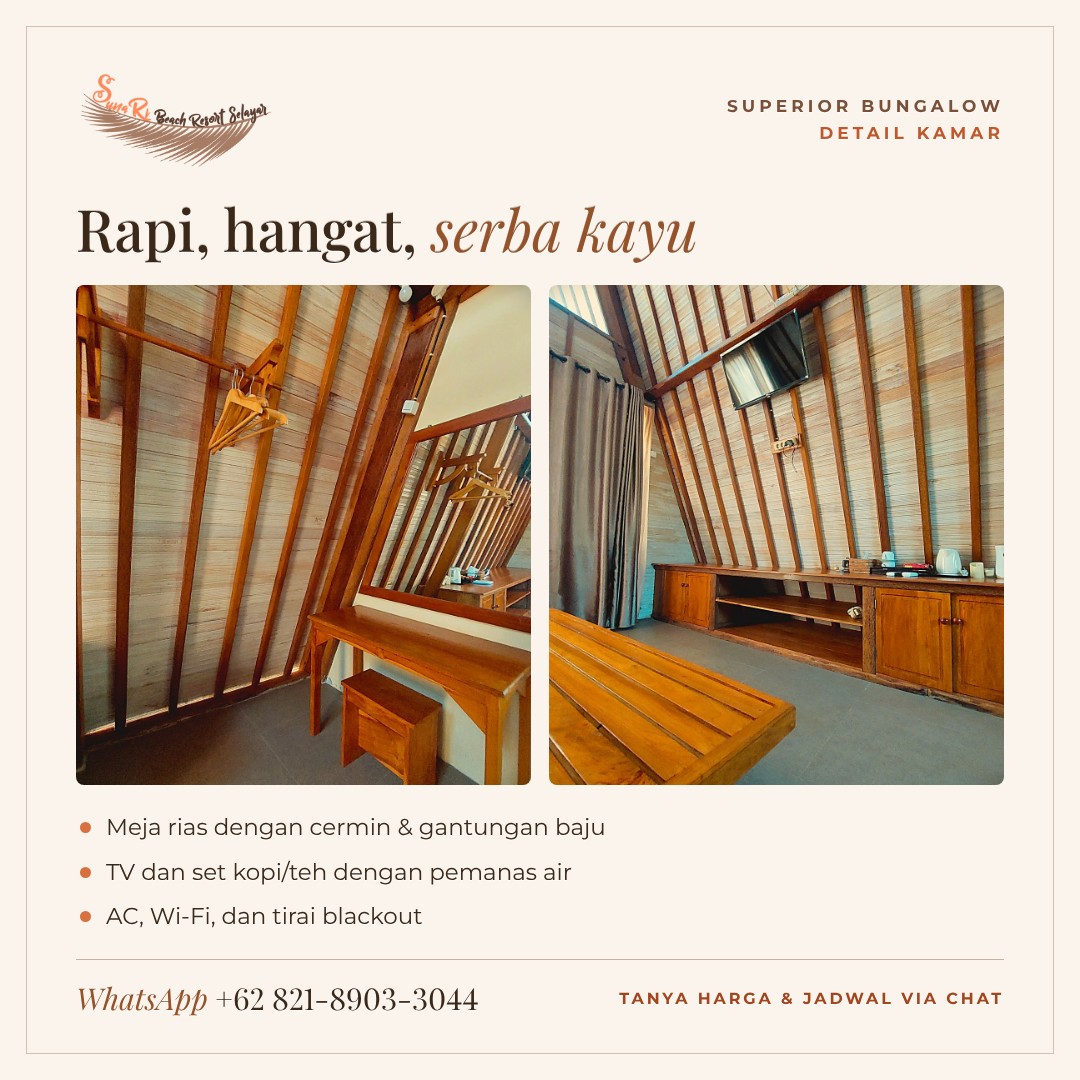 SunaRi Beach Resort Selayar
SUPERIOR BUNGALOW
DETAIL KAMAR
Rapi, hangat, serba kayu
Meja rias dengan cermin & gantungan baju
TV dan set kopi/teh dengan pemanas air
AC, Wi-Fi, dan tirai blackout
WhatsApp +62 821-8903-3044
TANYA HARGA & JADWAL VIA CHAT